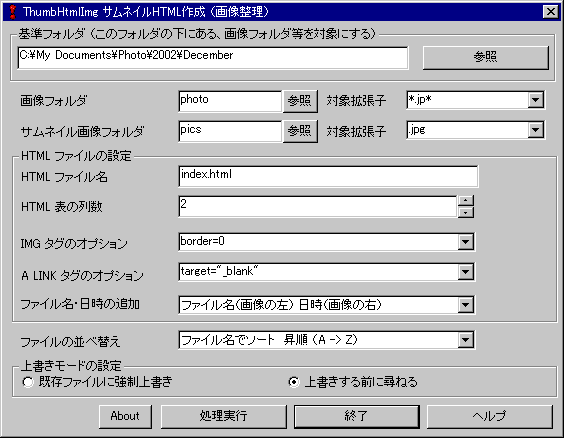 ThumbHtmlImg サムネイルHTML作成 (画像整理)
基準フォルダ (このフォルダの下にある、画像フォルダ等を対象にする)
C:¥My Documents¥Photo¥2002¥December 参照
画像フォルダ photo 参照 対象拡張子 *.jp*
サムネイル画像フォルダ pics 参照 対象拡張子 .jpg
HTML ファイルの設定
HTML ファイル名 index.html
HTML 表の列数 2
IMG タグのオプション border=0
A LINK タグのオプション target="_blank"
ファイル名・日時の追加 ファイル名(画像の左) 日時(画像の右)
ファイルの並べ替え ファイル名でソート 昇順 (A -> Z)
上書きモードの設定
既存ファイルに強制上書き 上書きする前に尋ねる
About 処理実行 終了 ヘルプ